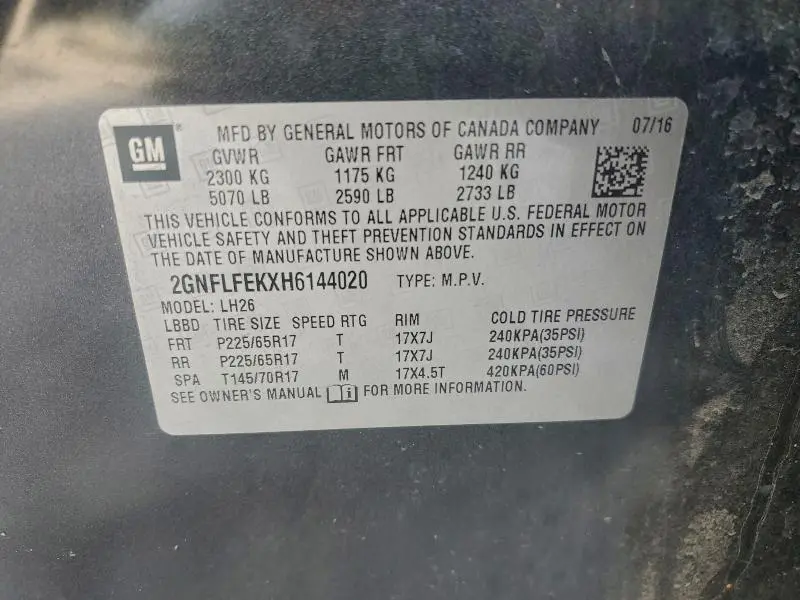 GM ® MFD BY GENERAL MOTORS OF CANADA COMPANY 07/16
GVWR GAWR FRT GAWR RR
2300 KG 1175 KG 1240 KG
5070 LB 2590 LB 2733 LB
THIS VEHICLE CONFORMS TO ALL APPLICABLE U.S. FEDERAL MOTOR
VEHICLE SAFETY AND THEFT PREVENTION STANDARDS IN EFFECT ON
THE DATE OF MANUFACTURE SHOWN ABOVE.
2GNFLFEKXH6144020 TYPE: M.P.V.
MODEL: LH26
LBBD TIRE SIZE SPEED RTG RIM COLD TIRE PRESSURE
FRT P225/65R17 T 17X7J 240KPA(35PSI)
RR P225/65R17 T 17X7J 240KPA(35PSI)
SPA T145/70R17 M 17X4.5T 420KPA(60PSI)
SEE OWNER'S MANUAL i FOR MORE INFORMATION.